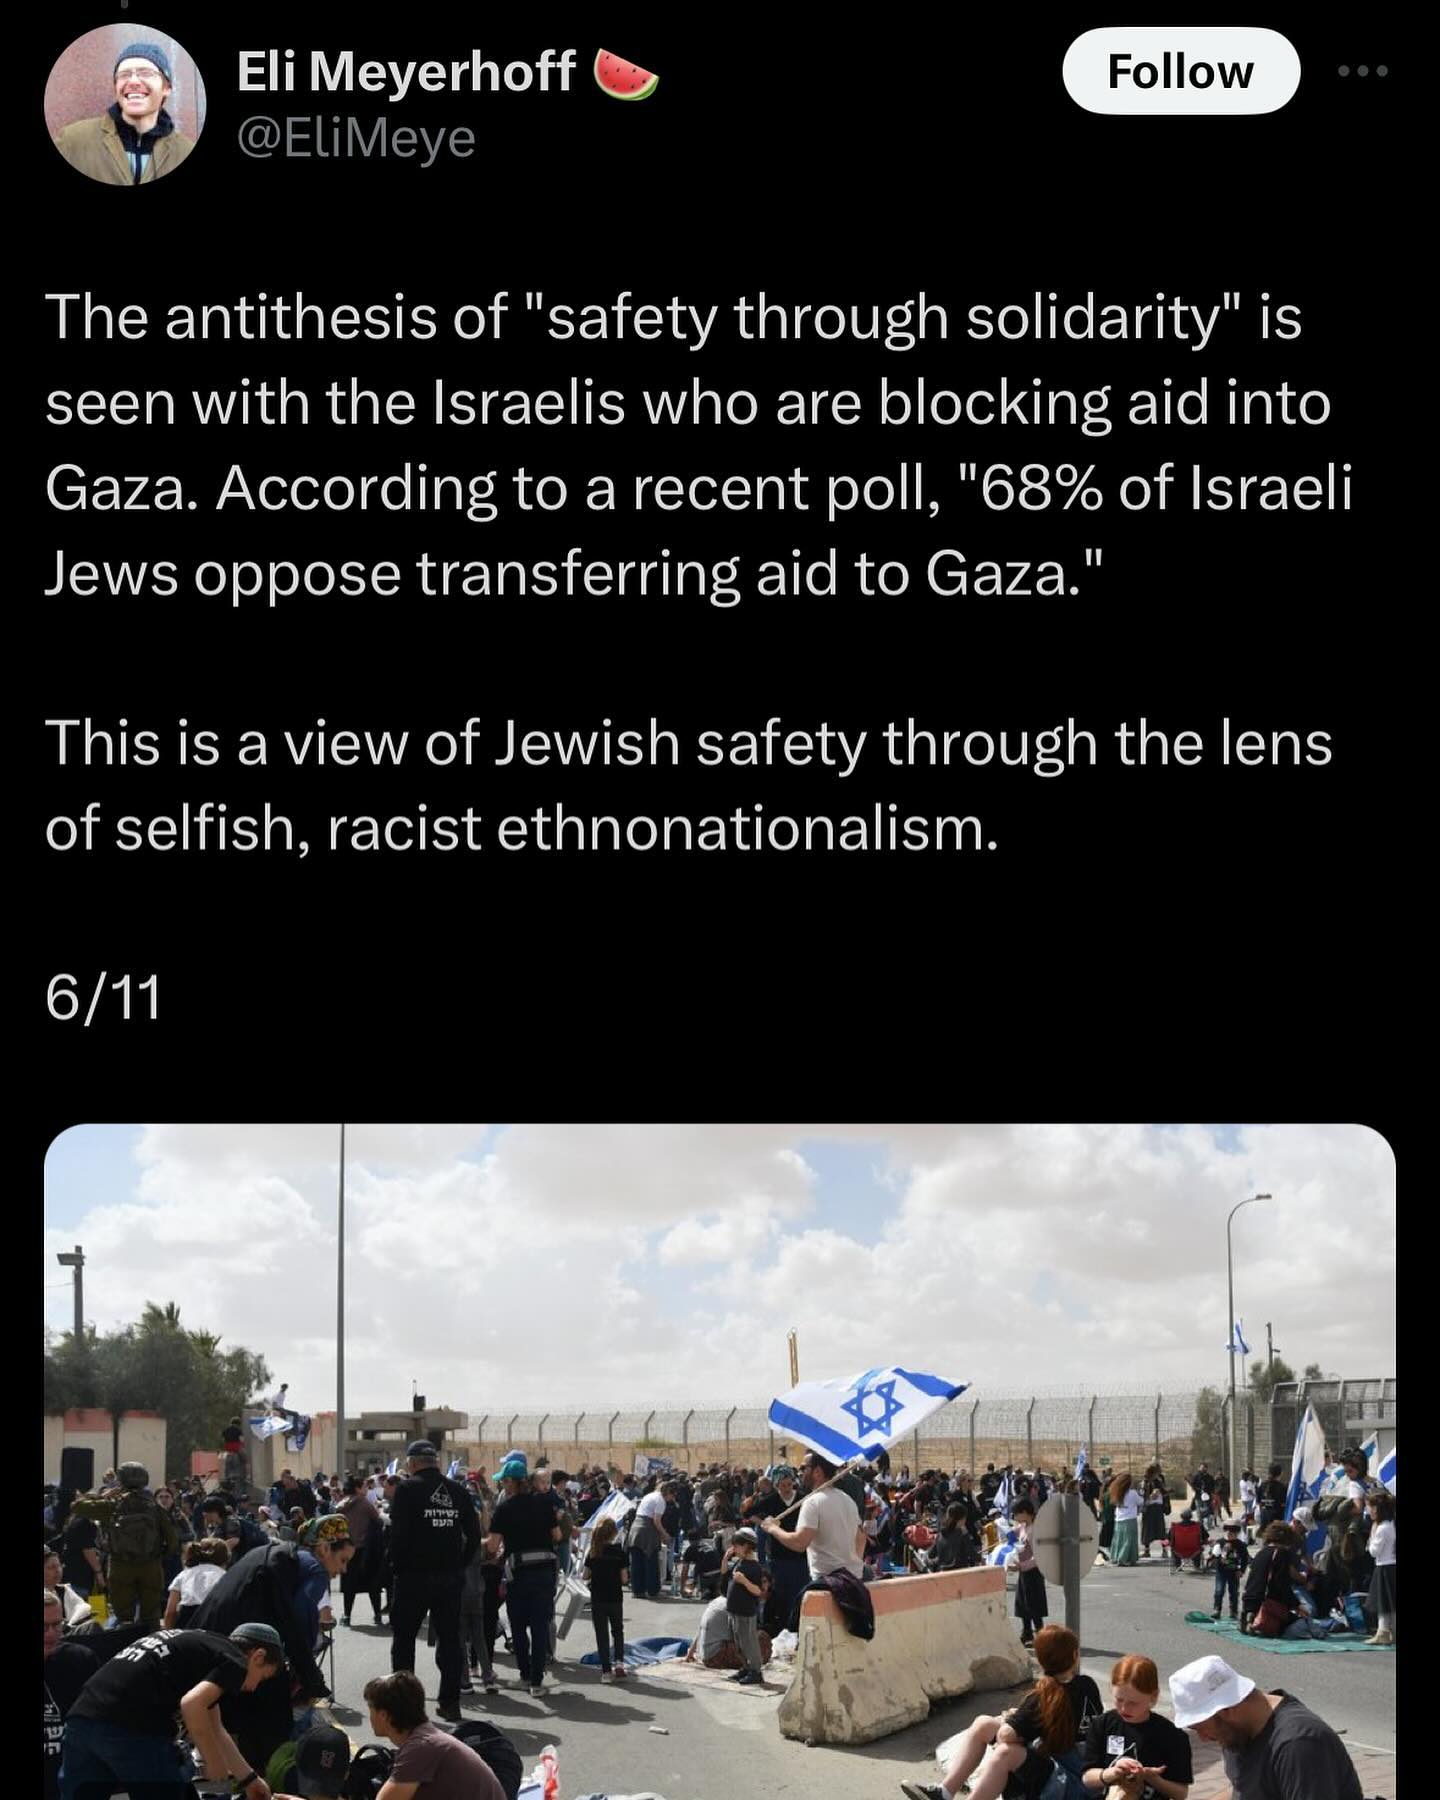 Eli Meyerhoff 🍉
Follow
@EliMeye
The antithesis of "safety through solidarity" is
seen with the Israelis who are blocking aid into
Gaza. According to a recent poll, "68% of Israeli
Jews oppose transferring aid to Gaza."
This is a view of Jewish safety through the lens
of selfish, racist ethnonationalism.
6/11
העם